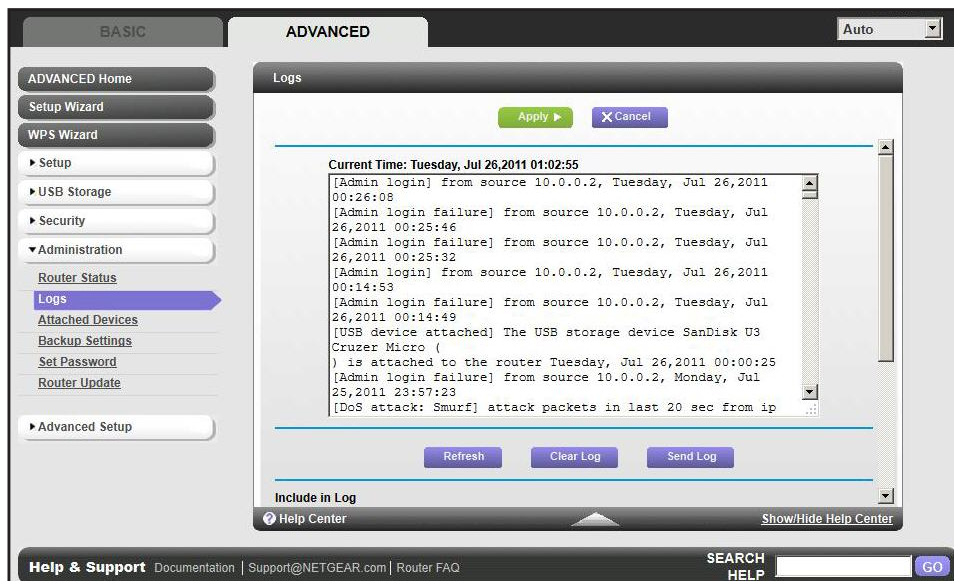 BASIC
ADVANCED
Auto
ADVANCED Home
Setup Wizard
WPS Wizard
Setup
USB Storage
Security
Administration
Router Status
Logs
Attached Devices
Backup Settings
Set Password
Router Update
Advanced Setup
Logs
Apply
Cancel
Current Time: Tuesday, Jul 26,2011 01:02:55
[Admin login] from source 10.0.0.2, Tuesday, Jul 26,2011
00:26:08
[Admin login failure] from source 10.0.0.2, Tuesday, Jul
26,2011 00:25:46
[Admin login failure] from source 10.0.0.2, Tuesday, Jul
26,2011 00:25:32
[Admin login] from source 10.0.0.2, Tuesday, Jul 26,2011
00:14:53
[Admin login failure] from source 10.0.0.2, Tuesday, Jul
26,2011 00:14:49
[USB device attached] The USB storage device SanDisk U3
Cruzer Micro (
) is attached to the router Tuesday, Jul 26,2011 00:00:25
[Admin login failure] from source 10.0.0.2, Monday, Jul
25,2011 23:57:23
[DoS attack: Smurf] attack packets in last 20 sec from ip
Refresh
Clear Log
Send Log
Include in Log
Help Center
Show/Hide Help Center
Help & Support Documentation | Support@NETGEAR.com | Router FAQ
SEARCH
HELP
GO